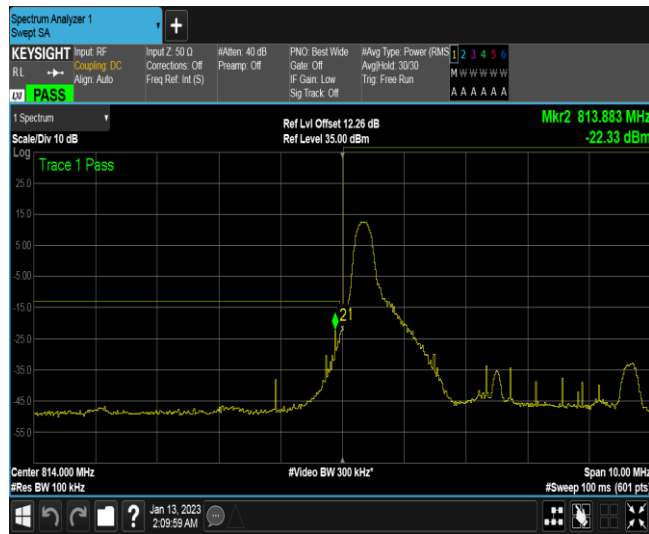 Spectrum Analyzer 1
Swept SA
+
KEYSIGHT
RL
LXI PASS
Input: RF
Coupling: DC
Align: Auto
Input Z: 50 Ω
Corrections: Off
Freq Ref: Int (S)
#Atten: 40 dB
Preamp: Off
PNO: Best Wide
Gate: Off
IF Gain: Low
Sig Track: Off
#Avg Type: Power (RMS
Avg|Hold: 30/30
Trig: Free Run
1 2 3 4 5 6
M W W W W W
A A A A A A
1 Spectrum
Scale/Div 10 dB
Ref Lvl Offset 12.26 dB
Ref Level 35.00 dBm
Mkr2 813.883 MHz
-22.33 dBm
Log
Trace 1 Pass
25.0
15.0
5.00
-5.00
-15.0
-25.0
-35.0
-45.0
-55.0
21
Center 814.000 MHz
#Res BW 100 kHz
#Video BW 300 kHz*
Span 10.00 MHz
#Sweep 100 ms (601 pts
?
Jan 13, 2023
2:09:59 AM